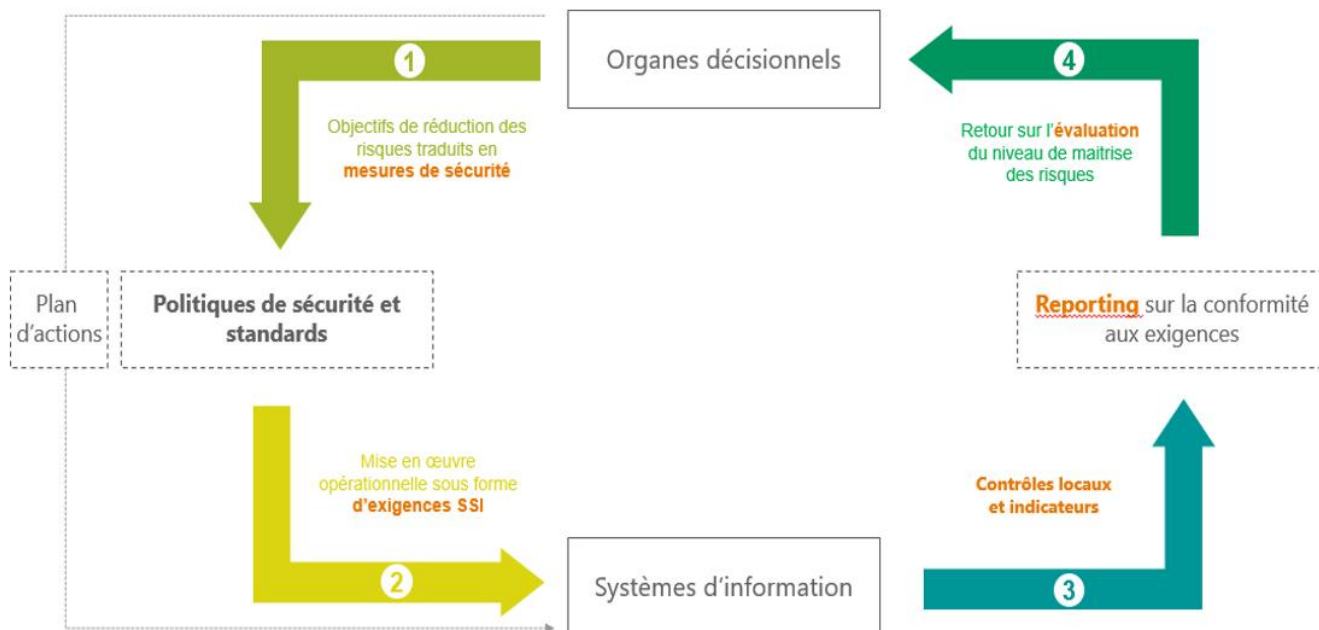 Organes décisionnels
1
4
Objectifs de réduction des
risques traduits en
mesures de sécurité
Retour sur l'évaluation
du niveau de maitrise
des risques
Plan
d'actions
Politiques de sécurité et
standards
Reporting sur la conformité
aux exigences
Mise en œuvre
opérationnelle sous forme
d'exigences SSI
Contrôles locaux
et indicateurs
2
Systèmes d'information
3